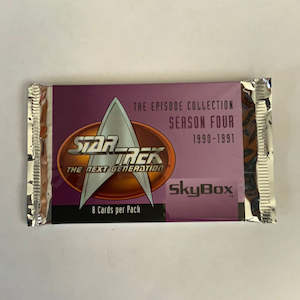 THE EPISODE COLLECTION
SEASON FOUR
1990-1991
STAR TREK
THE NEXT GENERATION
SkyBox
8 Cards per Pack